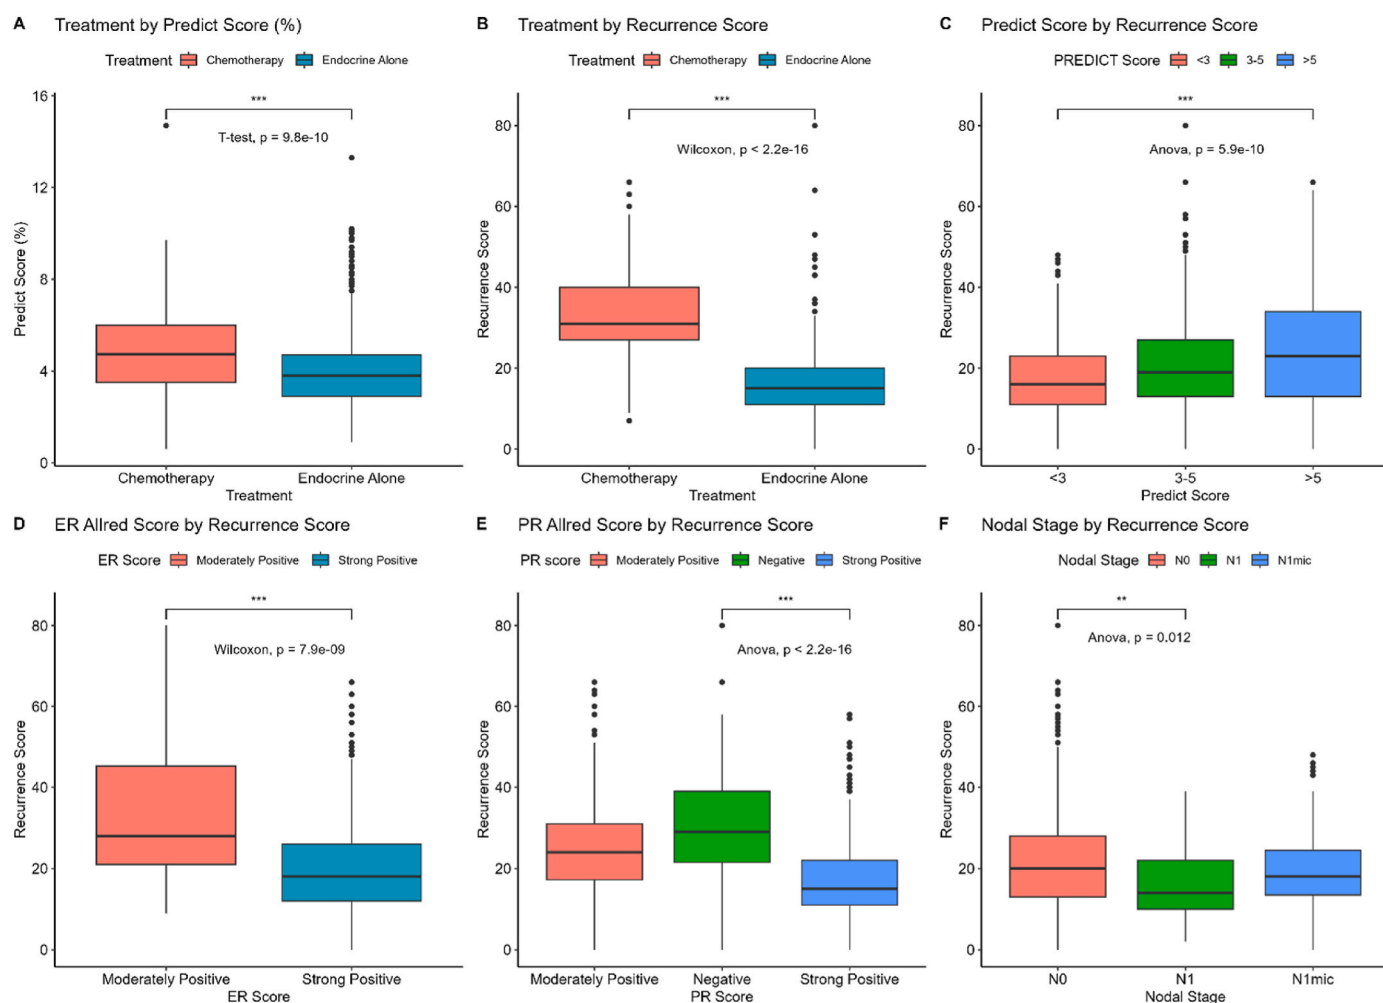 A Treatment by Predict Score (%)
Treatment Chemotherapy Endocrine Alone
16
12
8
4
0
Predict Score (%)
***
T-test, p = 9.8e-10
Chemotherapy Endocrine Alone
Treatment
B Treatment by Recurrence Score
Treatment Chemotherapy Endocrine Alone
80
60
40
20
0
Recurrence Score
***
Wilcoxon, p < 2.2e-16
Chemotherapy Endocrine Alone
Treatment
C Predict Score by Recurrence Score
PREDICT Score <3 3-5 >5
80
60
40
20
0
Recurrence Score
***
Anova, p = 5.9e-10
<3 3-5 >5
Predict Score
D ER Allred Score by Recurrence Score
ER Score Moderately Positive Strong Positive
80
60
40
20
0
Recurrence Score
***
Wilcoxon, p = 7.9e-09
Moderately Positive Strong Positive
ER Score
E PR Allred Score by Recurrence Score
PR score Moderately Positive Negative Strong Positive
80
60
40
20
0
Recurrence Score
***
Anova, p < 2.2e-16
Moderately Positive Negative Strong Positive
PR Score
F Nodal Stage by Recurrence Score
Nodal Stage N0 N1 N1mic
80
60
40
20
0
Recurrence Score
**
Anova, p = 0.012
N0 N1 N1mic
Nodal Stage